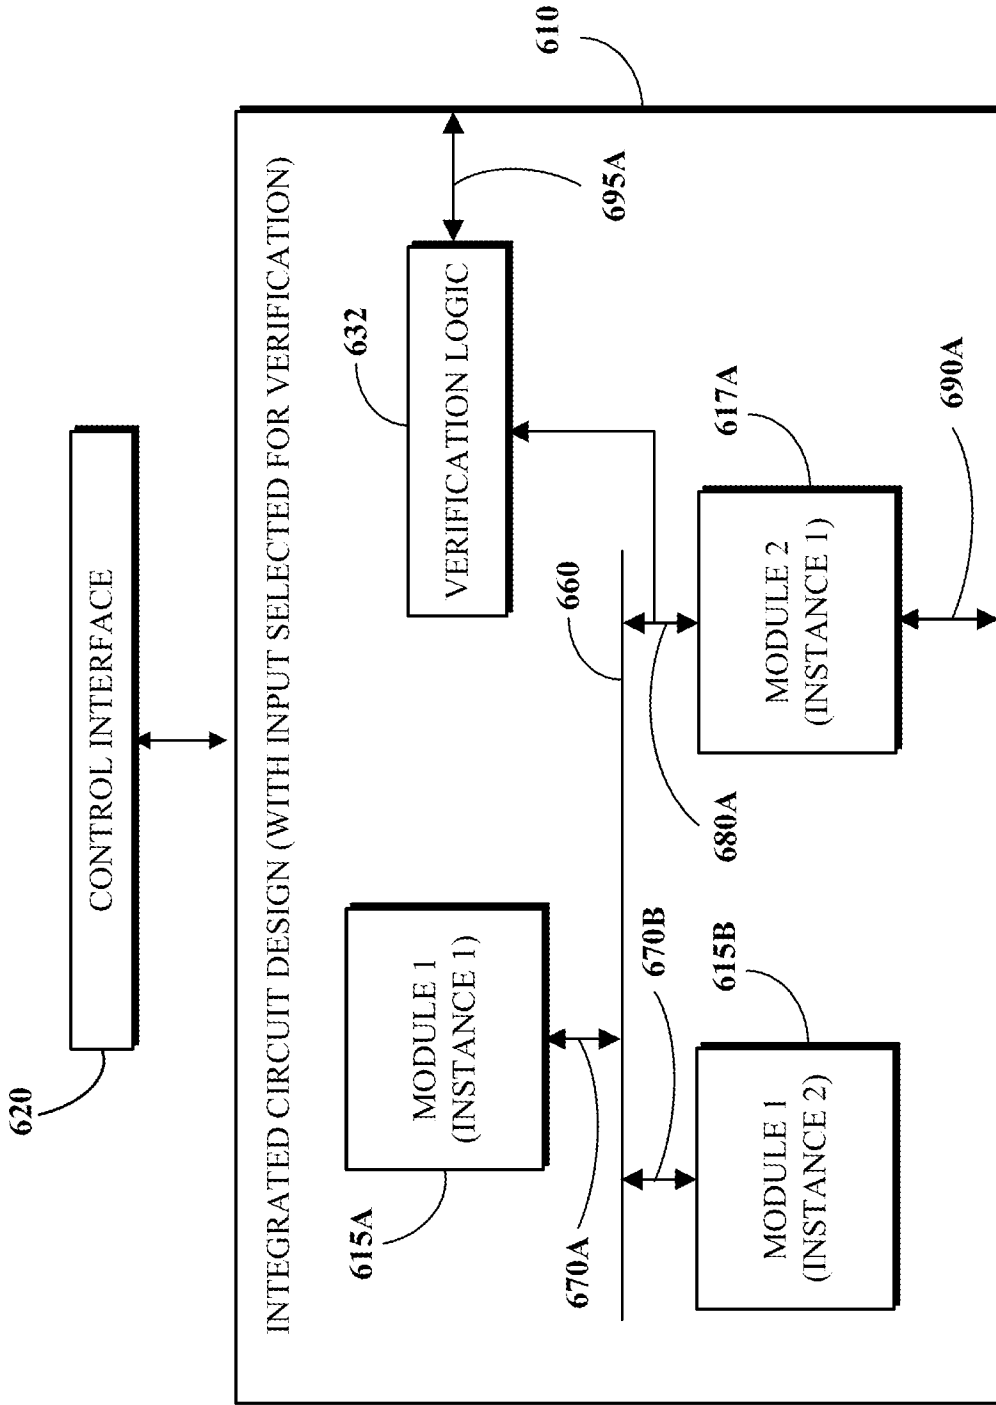 620
CONTROL INTERFACE
610
INTEGRATED CIRCUIT DESIGN (WITH INPUT SELECTED FOR VERIFICATION)
695A
632
VERIFICATION LOGIC
615A
MODULE 1
(INSTANCE 1)
670A
660
670B
680A
617A
MODULE 2
(INSTANCE 1)
690A
615B
MODULE 1
(INSTANCE 2)